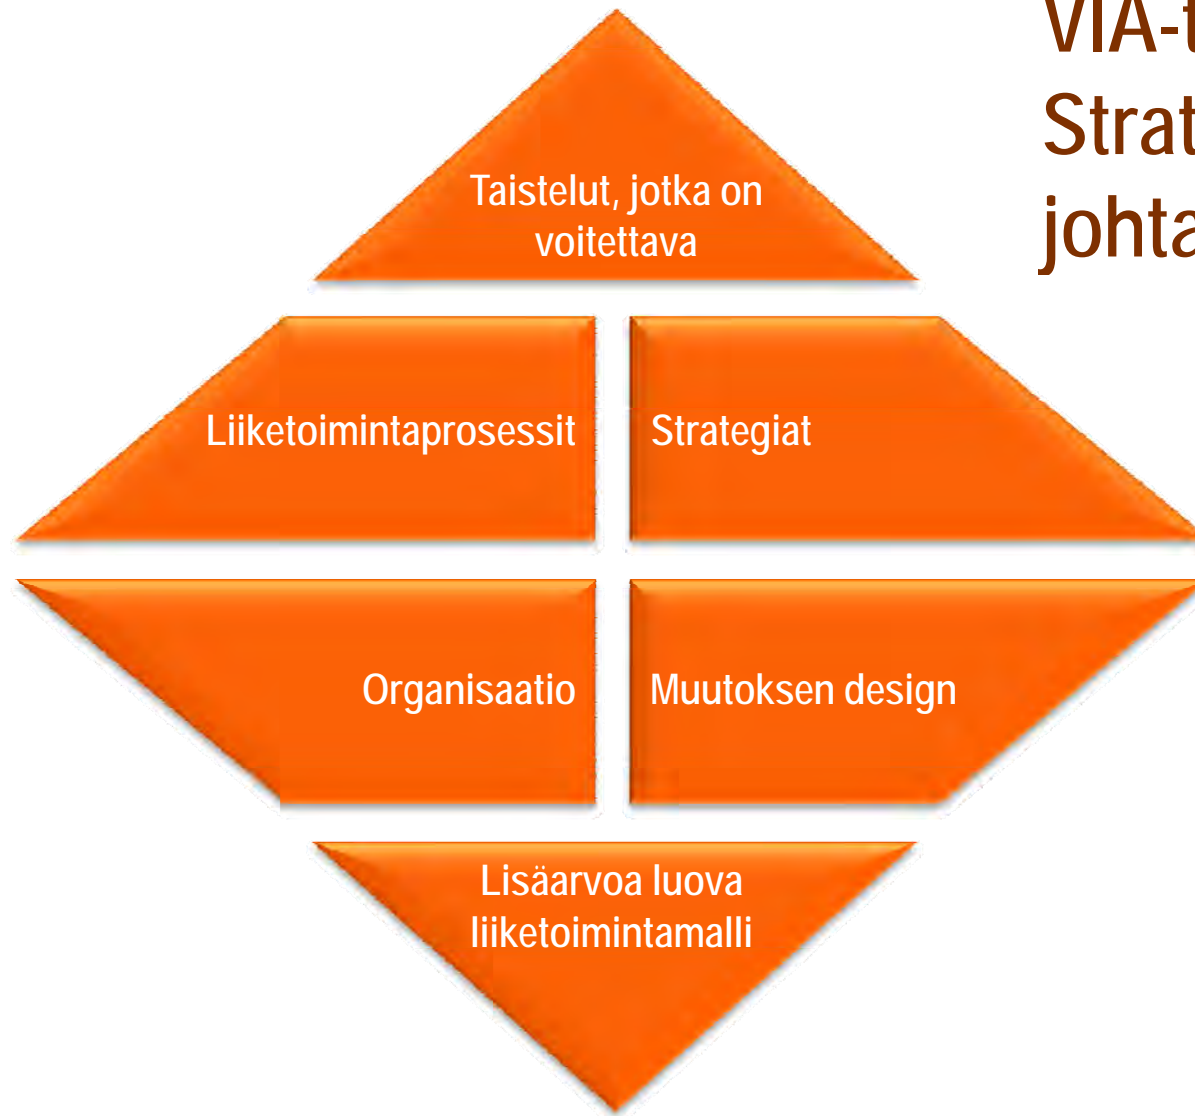 VIA-t
Strat
johta
Taistelut, jotka on
voitettava
Liiketoimintaprosessit
Strategiat
Organisaatio
Muutoksen design
Lisäarvoa luova
liiketoimintamalli